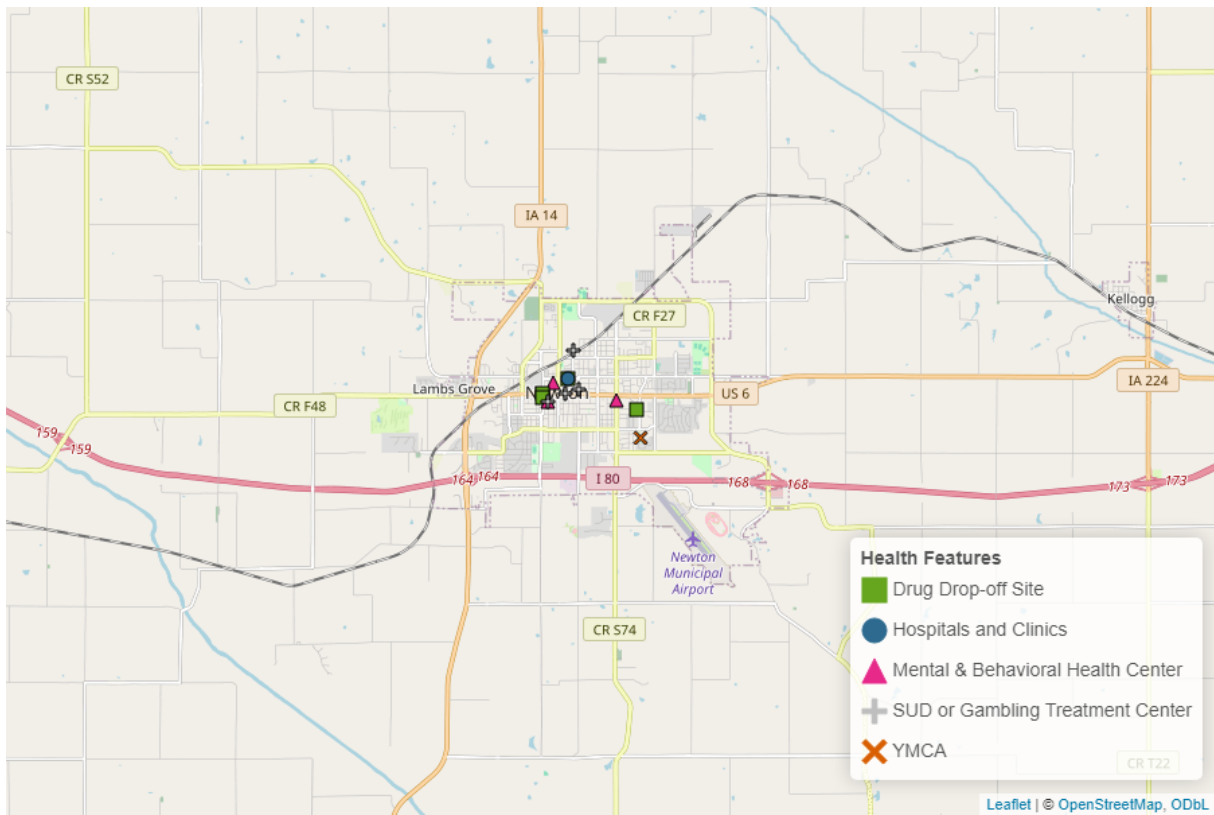 CR S52
IA 14
Kellogg
CR F27
Lambs Grove
Newton
US 6
IA 224
CR F48
159
159
164
164
I 80
168
168
173
173
Newton
Municipal
Airport
CR S74
CR T22
Health Features
Drug Drop-off Site
Hospitals and Clinics
Mental & Behavioral Health Center
SUD or Gambling Treatment Center
YMCA
Leaflet | © OpenStreetMap, ODbL